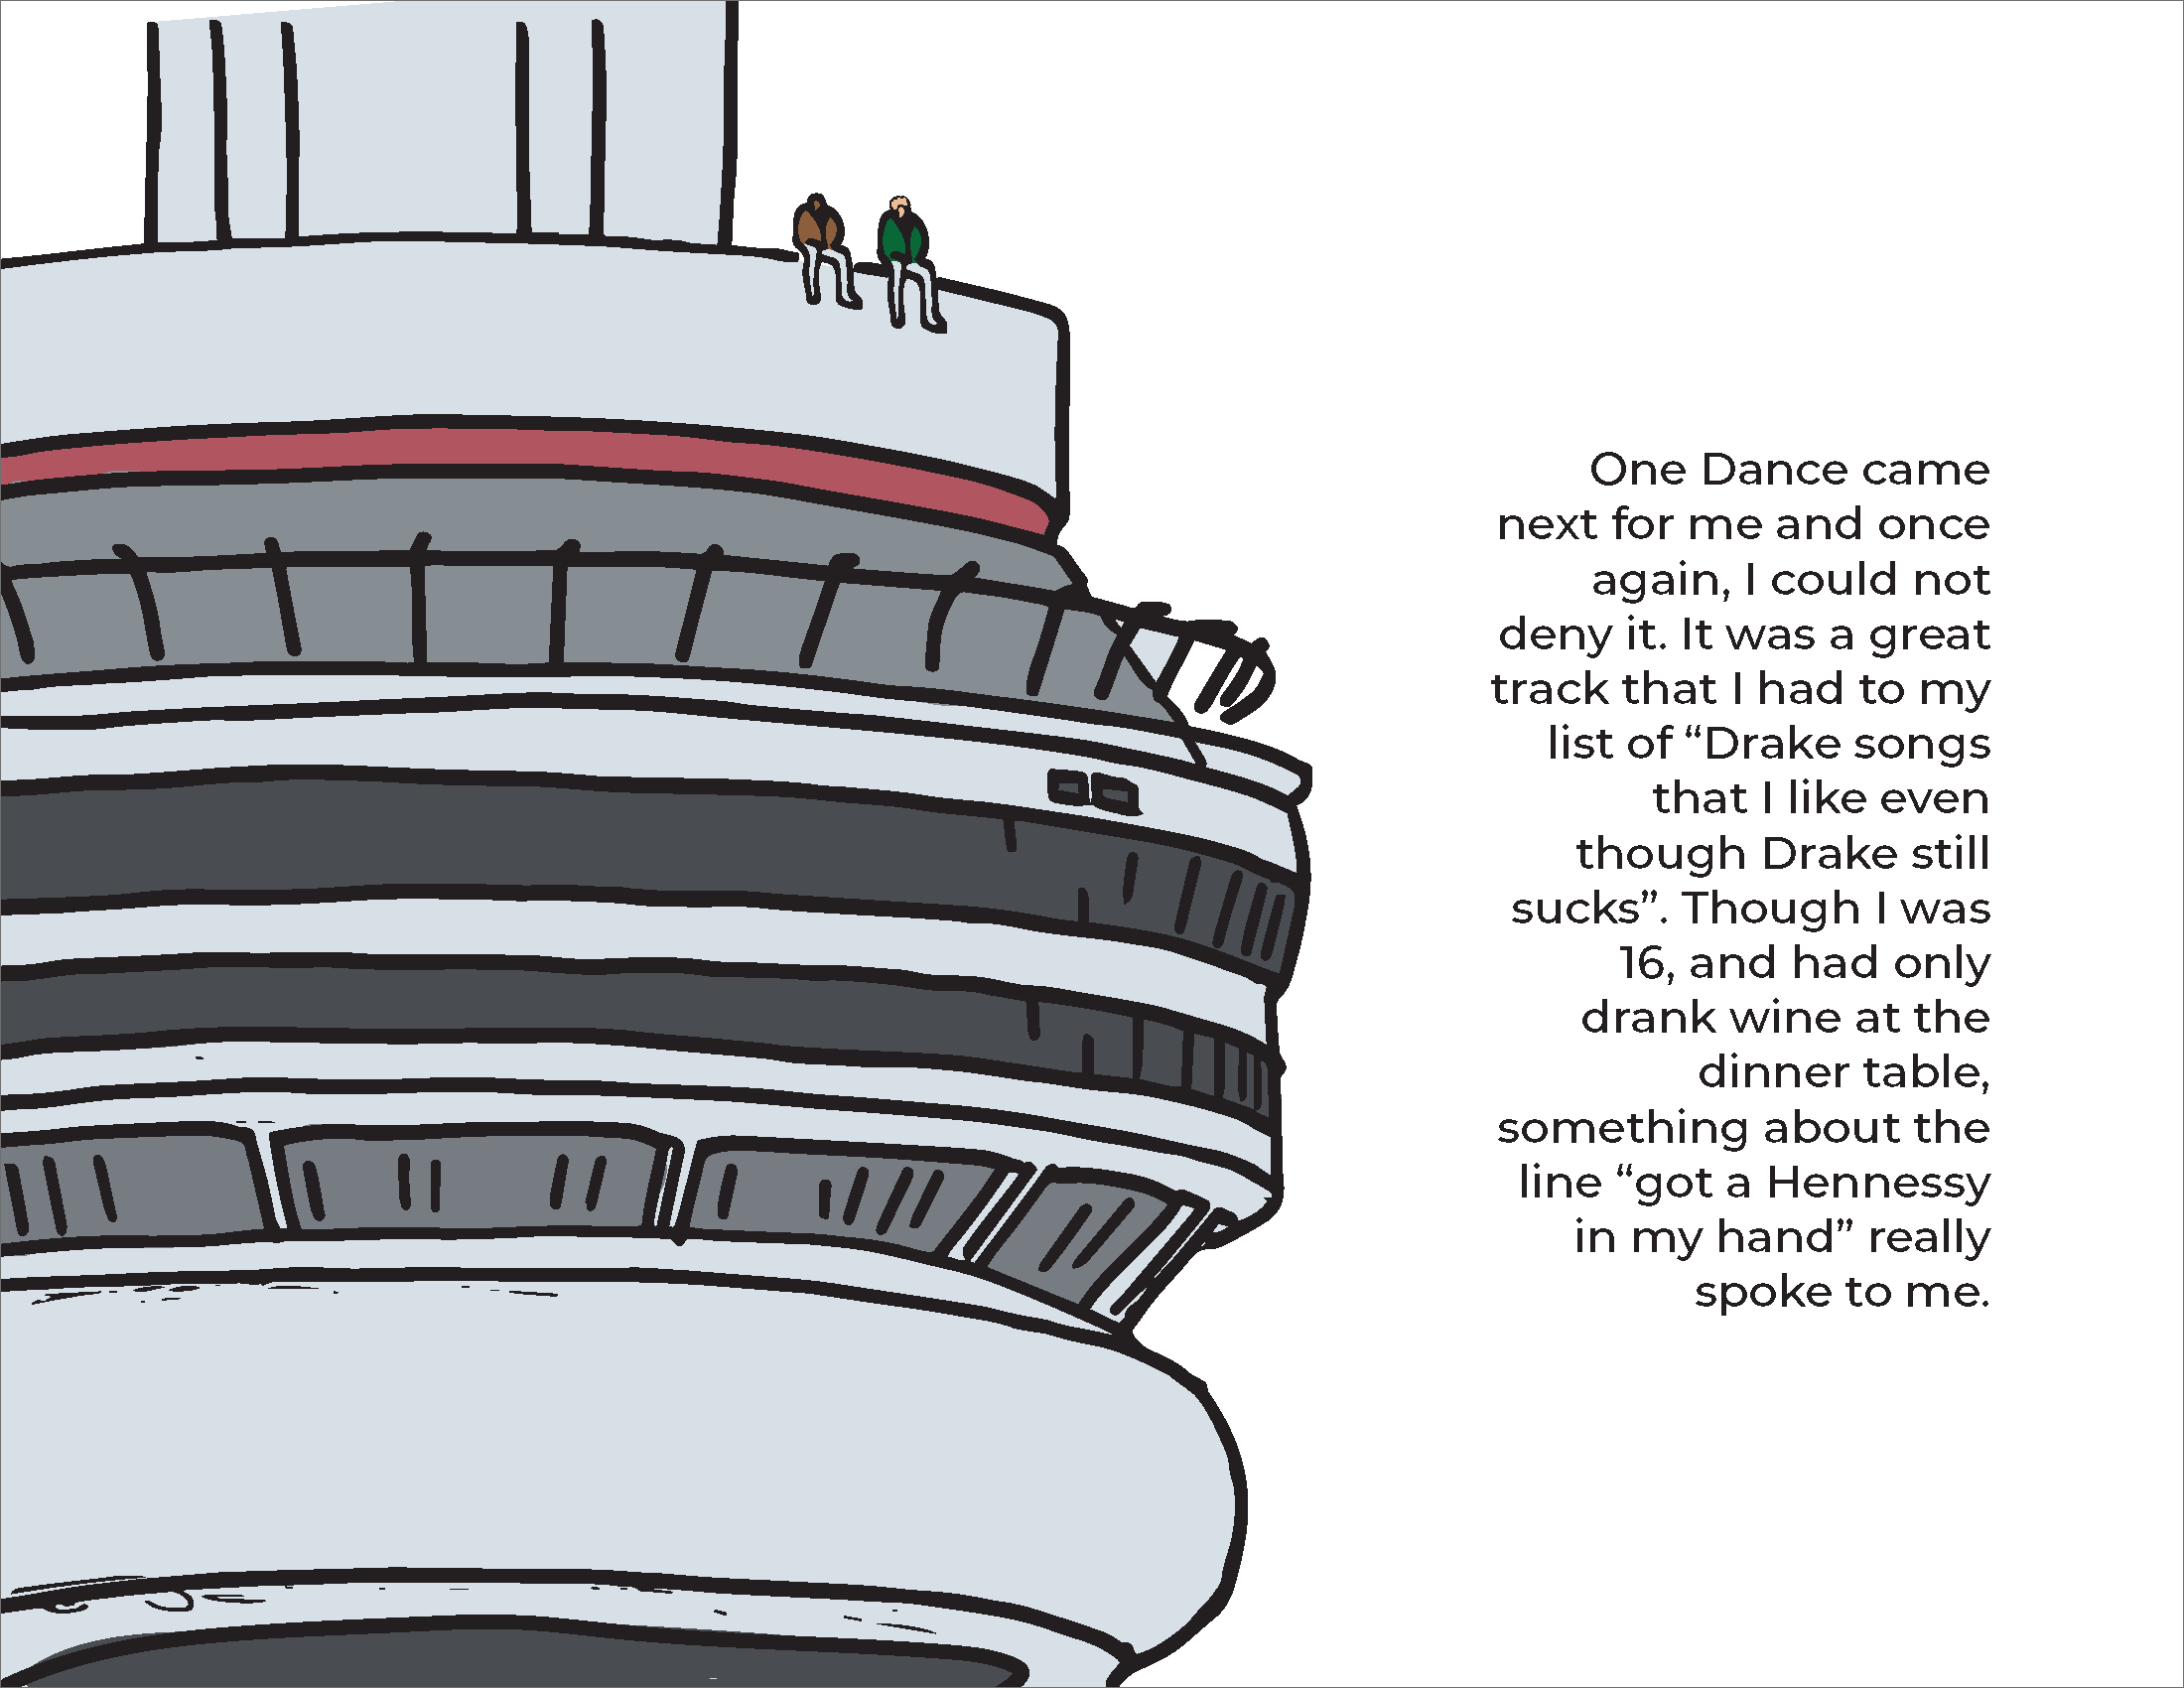 One Dance came
next for me and once
again, I could not
deny it. It was a great
track that I had to my
list of “Drake songs
that I like even
though Drake still
sucks”. Though I was
16, and had only
drank wine at the
dinner table,
something about the
line “got a Hennessy
in my hand” really
spoke to me.